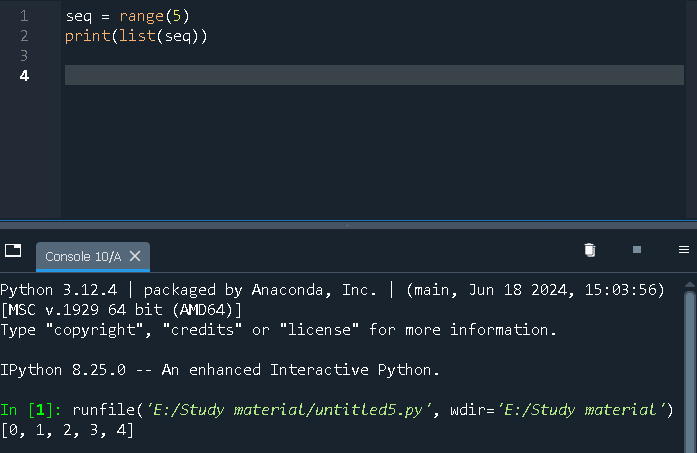 1 seq = range(5)
2 print(list(seq))
3
4
Console 10/A
Python 3.12.4 | packaged by Anaconda, Inc. | (main, Jun 18 2024, 15:03:56)
[MSC v.1929 64 bit (AMD64)]
Type "copyright", "credits" or "license" for more information.
IPython 8.25.0 -- An enhanced Interactive Python.
In [1]: runfile('E:/Study material/untitled5.py', wdir='E:/Study material')
[0, 1, 2, 3, 4]